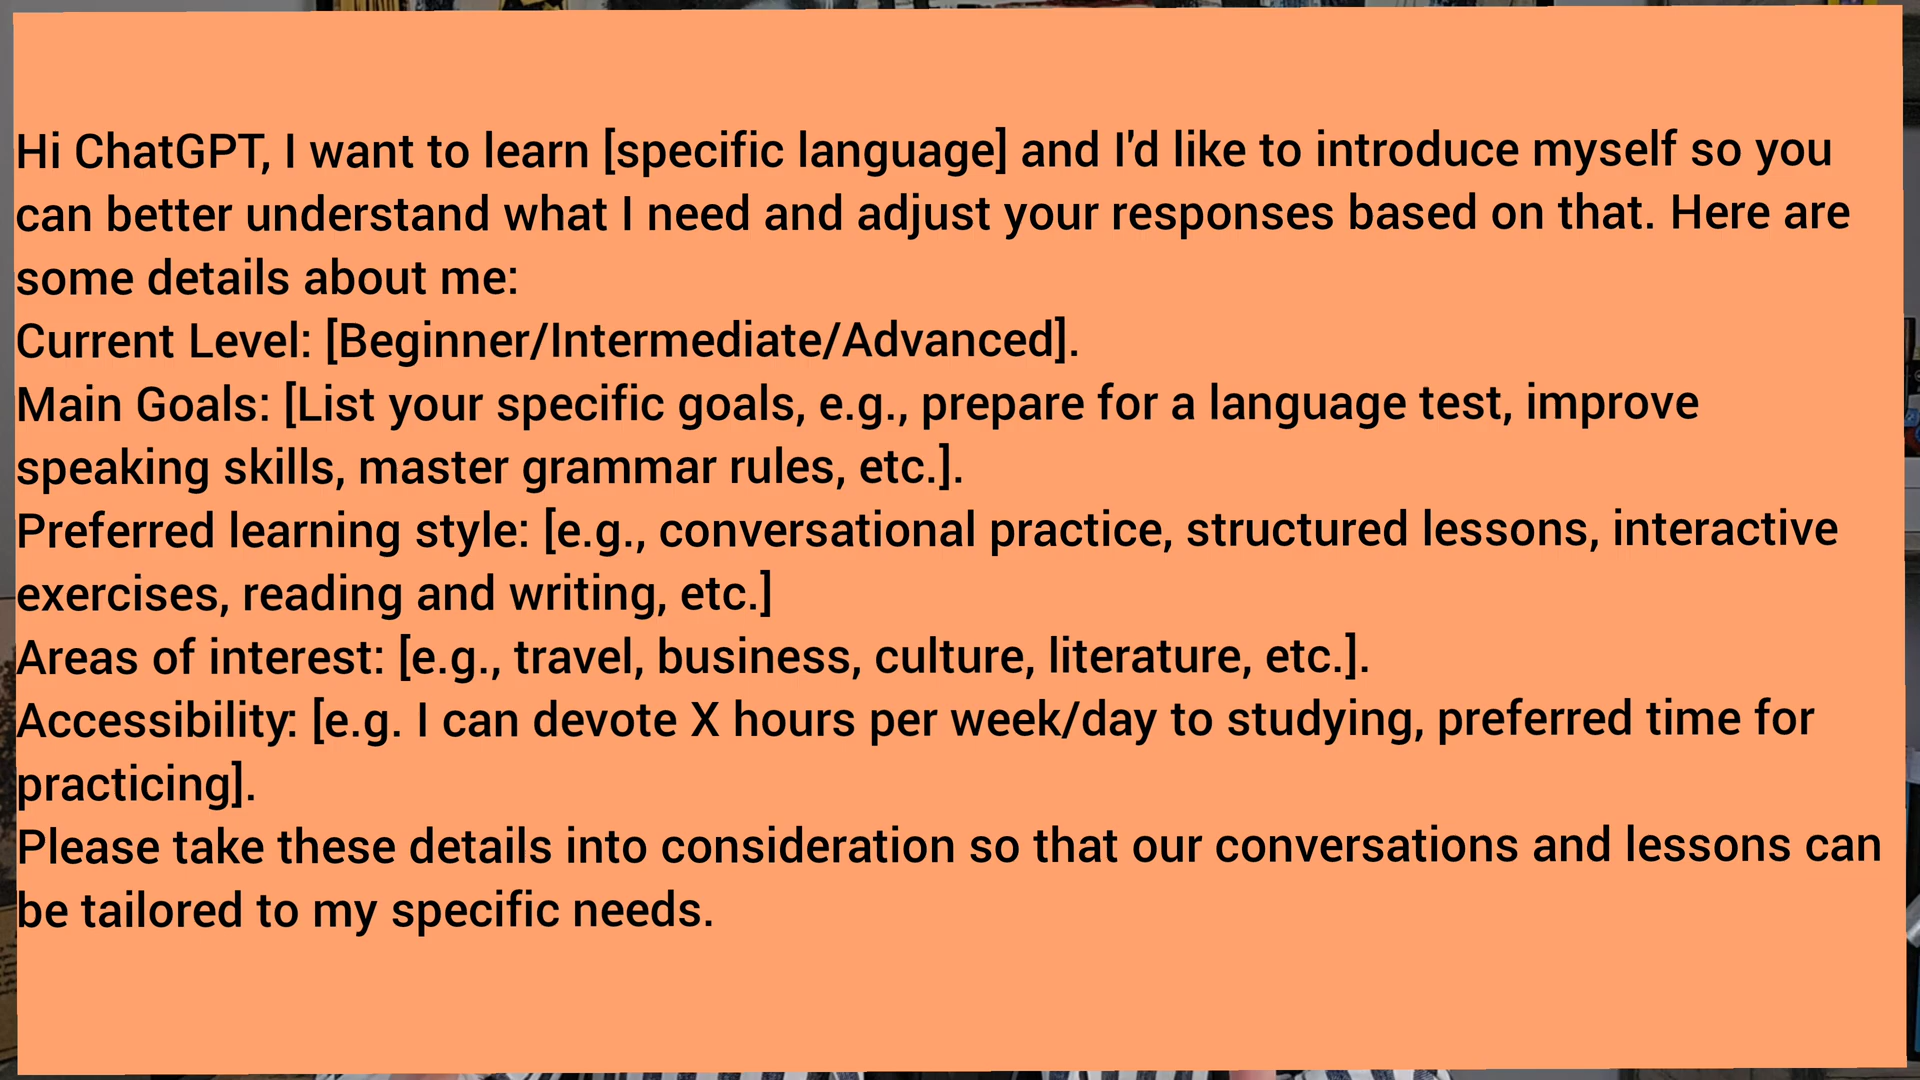 Hi ChatGPT, I want to learn [specific language] and I'd like to introduce myself so you
can better understand what I need and adjust your responses based on that. Here are
some details about me:
Current Level: [Beginner/Intermediate/Advanced].
Main Goals: [List your specific goals, e.g., prepare for a language test, improve
speaking skills, master grammar rules, etc.].
Preferred learning style: [e.g., conversational practice, structured lessons, interactive
exercises, reading and writing, etc.]
Areas of interest: [e.g., travel, business, culture, literature, etc.].
Accessibility: [e.g. I can devote X hours per week/day to studying, preferred time for
practicing].
Please take these details into consideration so that our conversations and lessons can
be tailored to my specific needs.